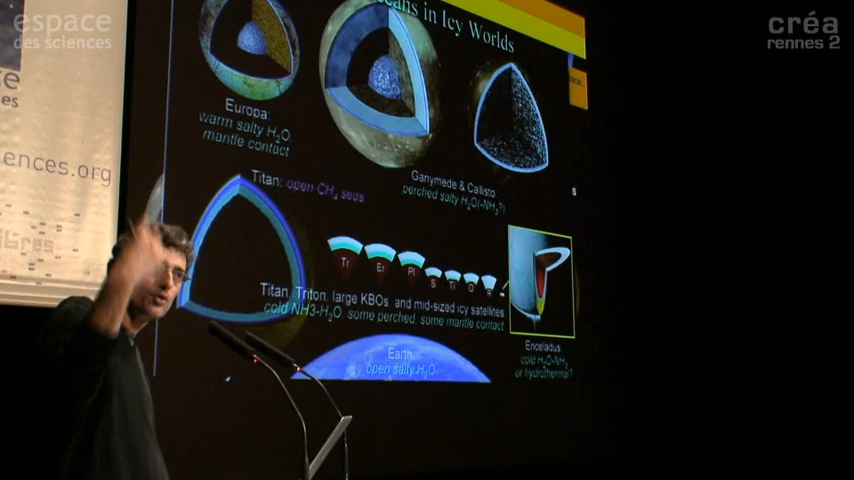 espace
des sciences
créa
rennes 2
ceans in Icy Worlds
Europa:
warm salty H₂O
mantle contact
Ganymede & Callisto
perched salty H₂O(-NH₃?)
Titan: open CH₄ seas
Tr Er Pl S Ti O R
Titan, Triton, large KBOs, and mid-sized icy satellites
cold NH3-H₂O some perched, some mantle contact
Earth
open salty H₂O
Enceladus
cold H₂O-NH₃
or hydrothermal?
ences.org
ibres